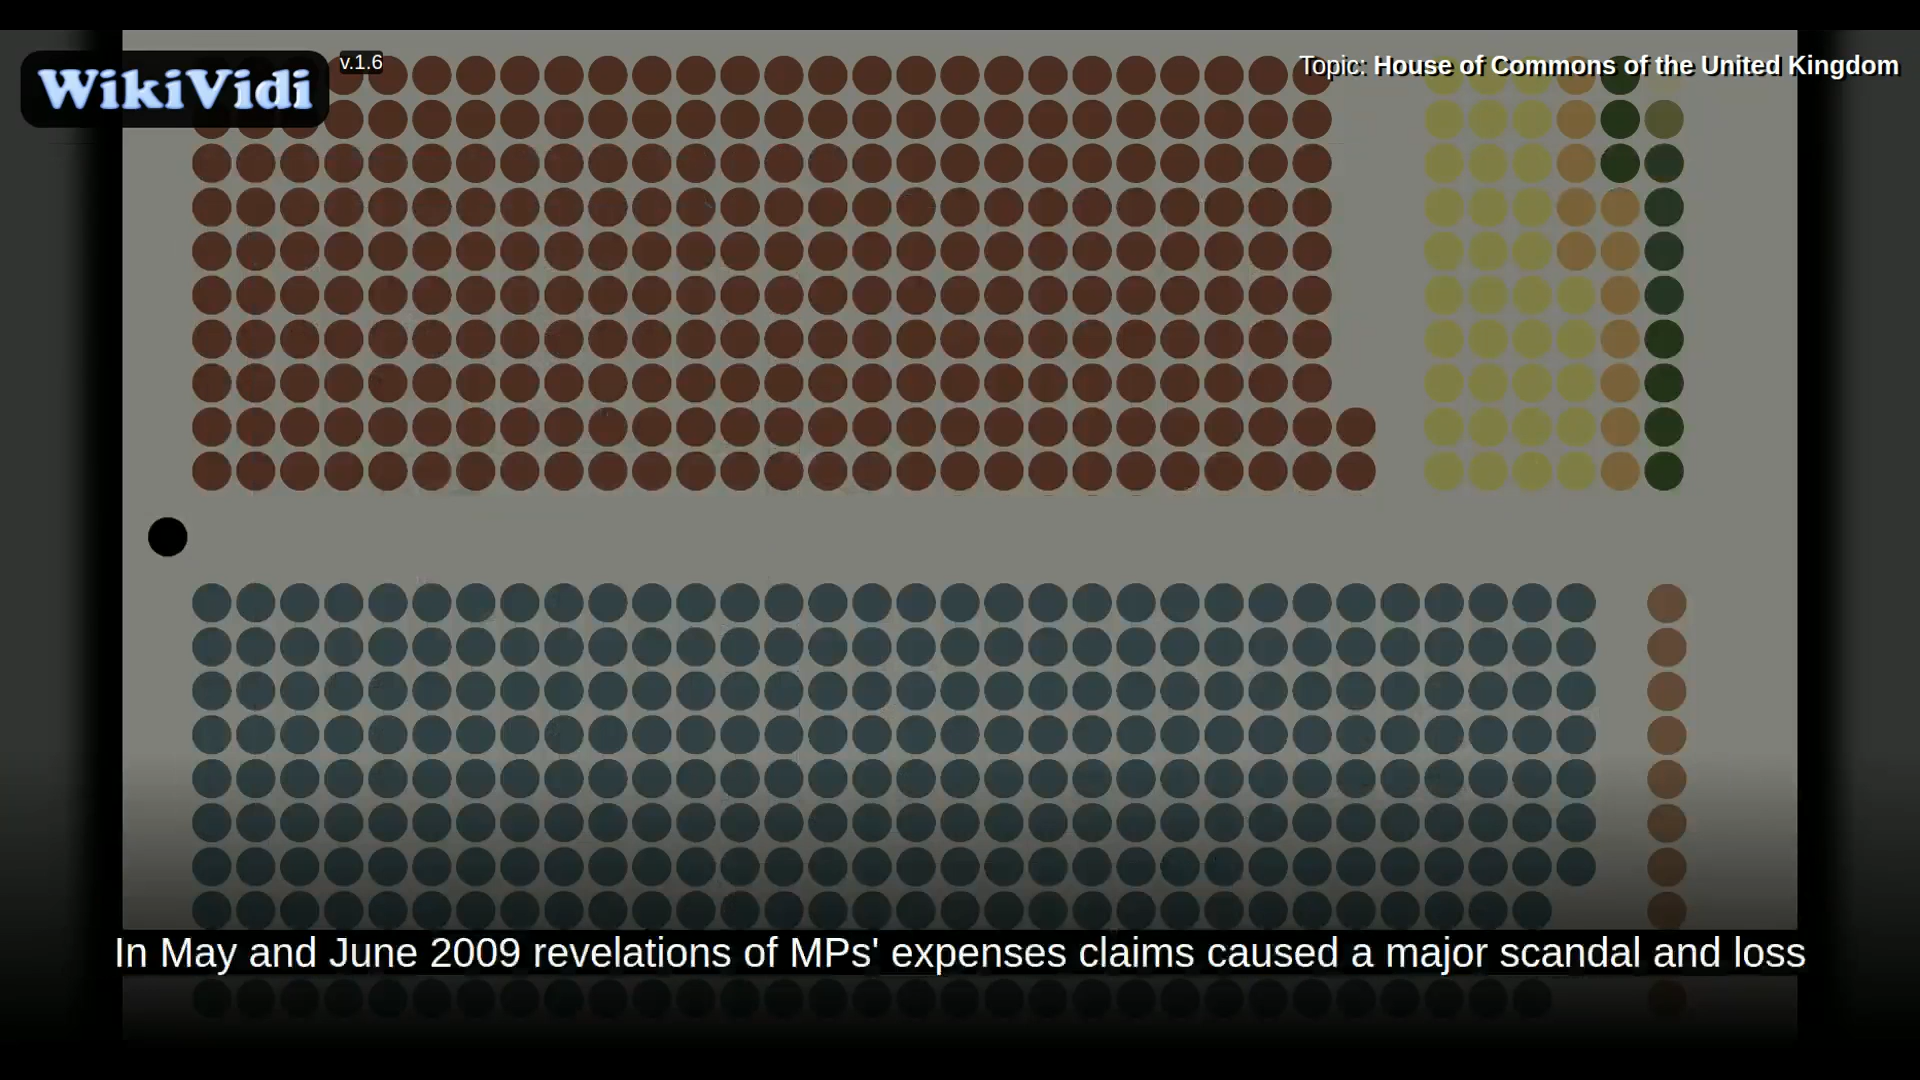 WikiVidi
v.1.6
Topic: House of Commons of the United Kingdom
In May and June 2009 revelations of MPs' expenses claims caused a major scandal and loss